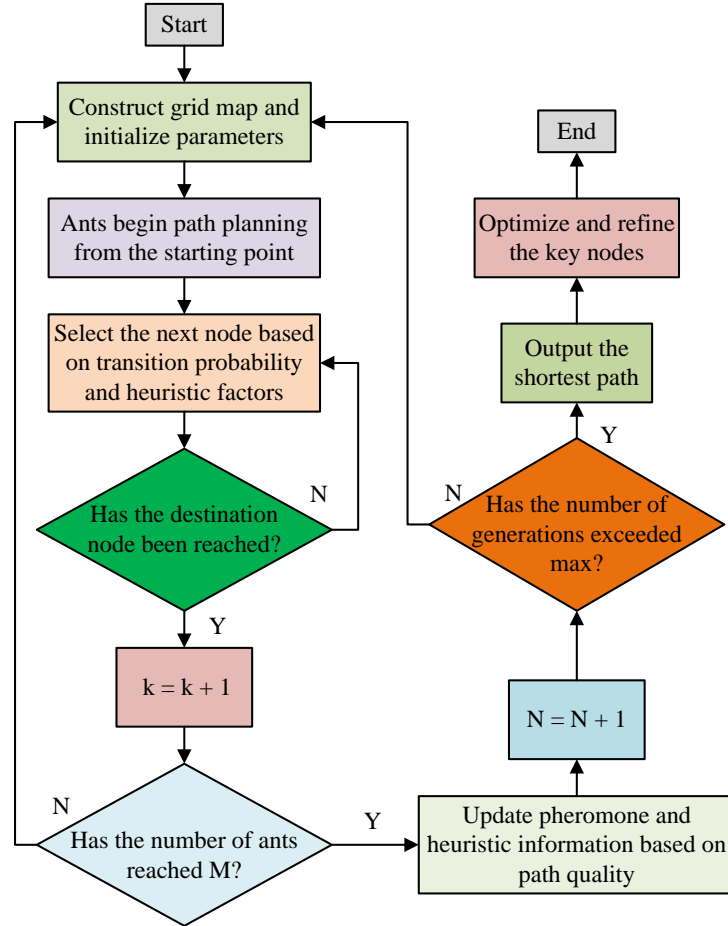 Start
Construct grid map and
initialize parameters
Ants begin path planning
from the starting point
Select the next node based
on transition probability
and heuristic factors
N
Has the destination
node been reached?
Y
k = k + 1
N
Has the number of ants
reached M?
Y
Update pheromone and
heuristic information based on
path quality
N = N + 1
N
Has the number of
generations exceeded
max?
Y
Output the
shortest path
Optimize and refine
the key nodes
End